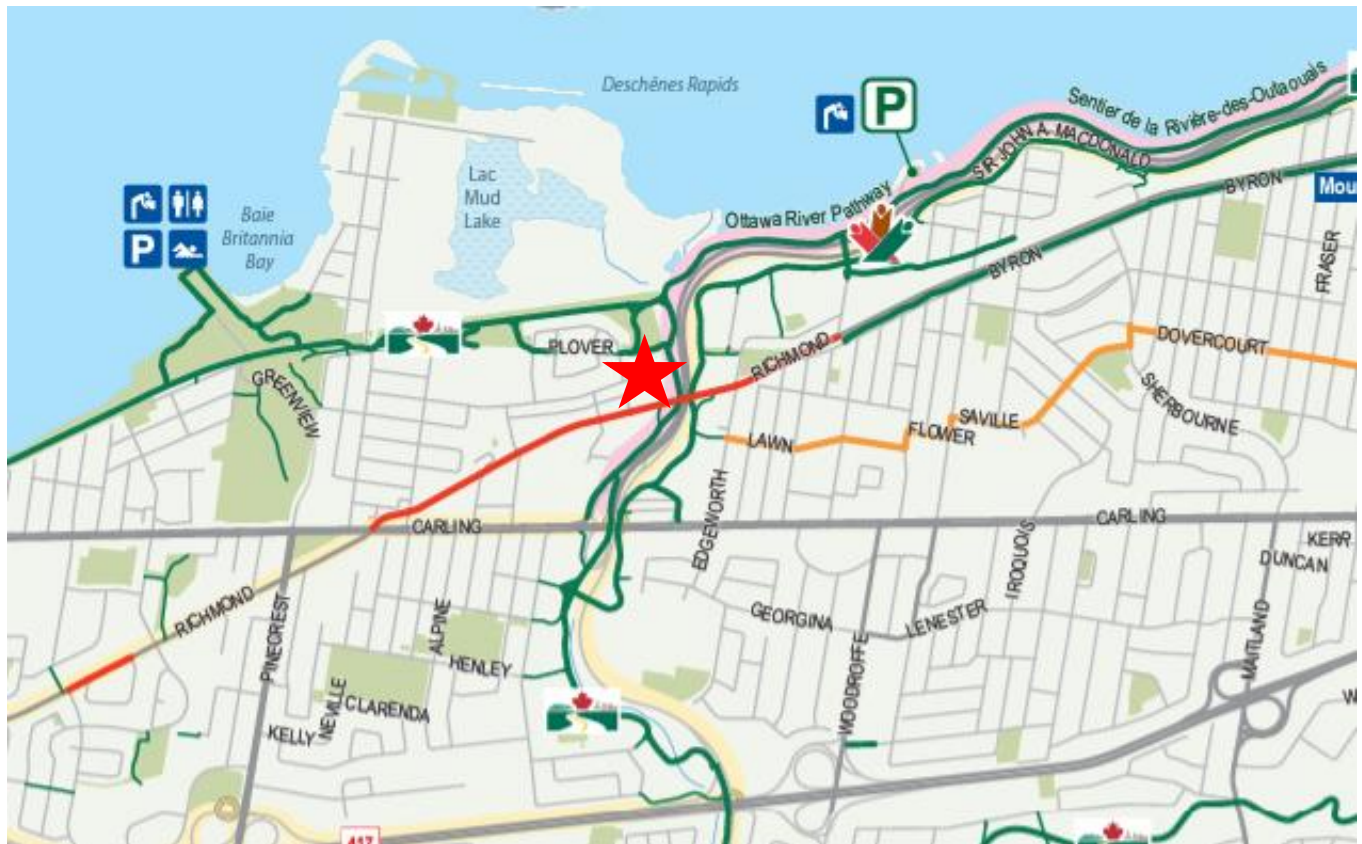 Deschênes Rapids
P
Sentier de la Rivière-des-Outaouais
SIR JOHN A. MACDONALD
Lac
Mud
Lake
BYRON
Mou
Baie
Britannia
Bay
P
Ottawa River Pathway
BYRON
FRASER
PLOVER
RICHMOND
DOVERCOURT
GREENVIEW
SHERBOURNE
SAVILLE
FLOWER
LAWN
EDGEWORTH
CARLING
CARLING
IROQUOIS
KERR
DUNCAN
RICHMOND
PINECREST
ALPINE
GEORGINA
LENESTER
MAITLAND
HENLEY
WOODROFFE
NEVILLE
CLARENDA
KELLY
W
417